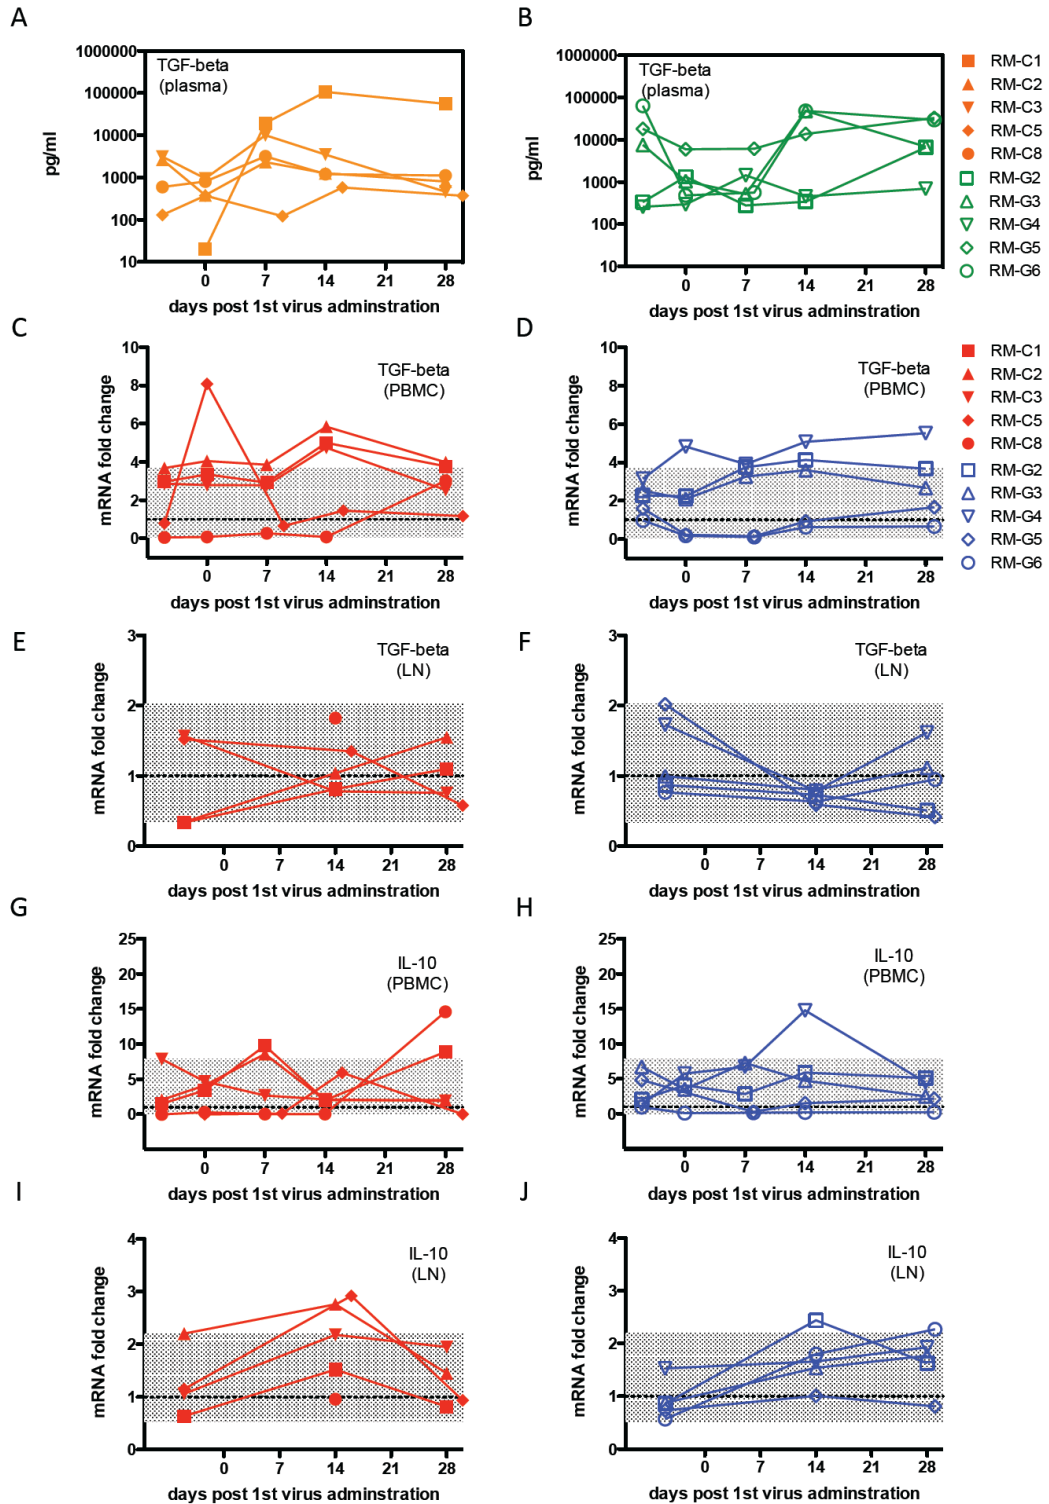 A
TGF-beta
(plasma)
pg/ml
1000000
100000
10000
1000
100
10
0 7 14 21 28
days post 1st virus adminstration
B
TGF-beta
(plasma)
pg/ml
1000000
100000
10000
1000
100
10
0 7 14 21 28
days post 1st virus adminstration
RM-C1
RM-C2
RM-C3
RM-C5
RM-C8
RM-G2
RM-G3
RM-G4
RM-G5
RM-G6
C
TGF-beta
(PBMC)
mRNA fold change
10
8
6
4
2
0
0 7 14 21 28
days post 1st virus adminstration
D
TGF-beta
(PBMC)
mRNA fold change
10
8
6
4
2
0
0 7 14 21 28
days post 1st virus adminstration
RM-C1
RM-C2
RM-C3
RM-C5
RM-C8
RM-G2
RM-G3
RM-G4
RM-G5
RM-G6
E
TGF-beta
(LN)
mRNA fold change
3
2
1
0
0 7 14 21 28
days post 1st virus adminstration
F
TGF-beta
(LN)
mRNA fold change
3
2
1
0
0 7 14 21 28
days post 1st virus adminstration
G
IL-10
(PBMC)
mRNA fold change
25
20
15
10
5
0
0 7 14 21 28
days post 1st virus adminstration
H
IL-10
(PBMC)
mRNA fold change
25
20
15
10
5
0
0 7 14 21 28
days post 1st virus adminstration
I
IL-10
(LN)
mRNA fold change
4
3
2
1
0
0 7 14 21 28
days post 1st virus adminstration
J
IL-10
(LN)
mRNA fold change
4
3
2
1
0
0 7 14 21 28
days post 1st virus adminstration